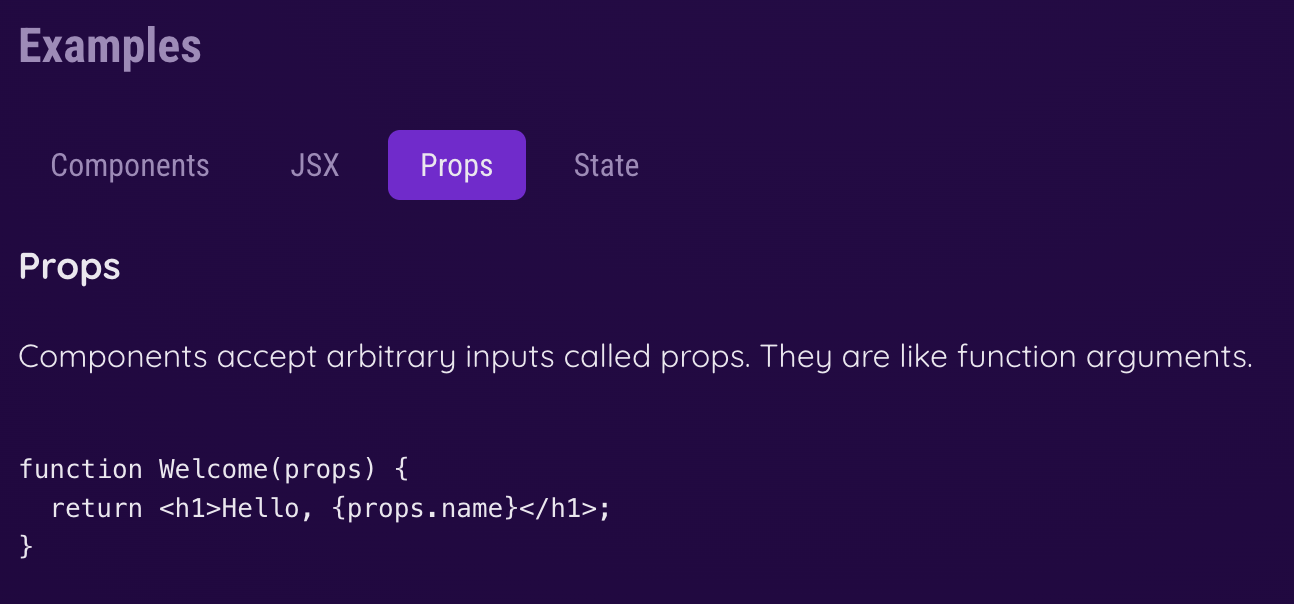 Examples
Components JSX Props State
Props
Components accept arbitrary inputs called props. They are like function arguments.
function Welcome(props) {
  return <h1>Hello, {props.name}</h1>;
}